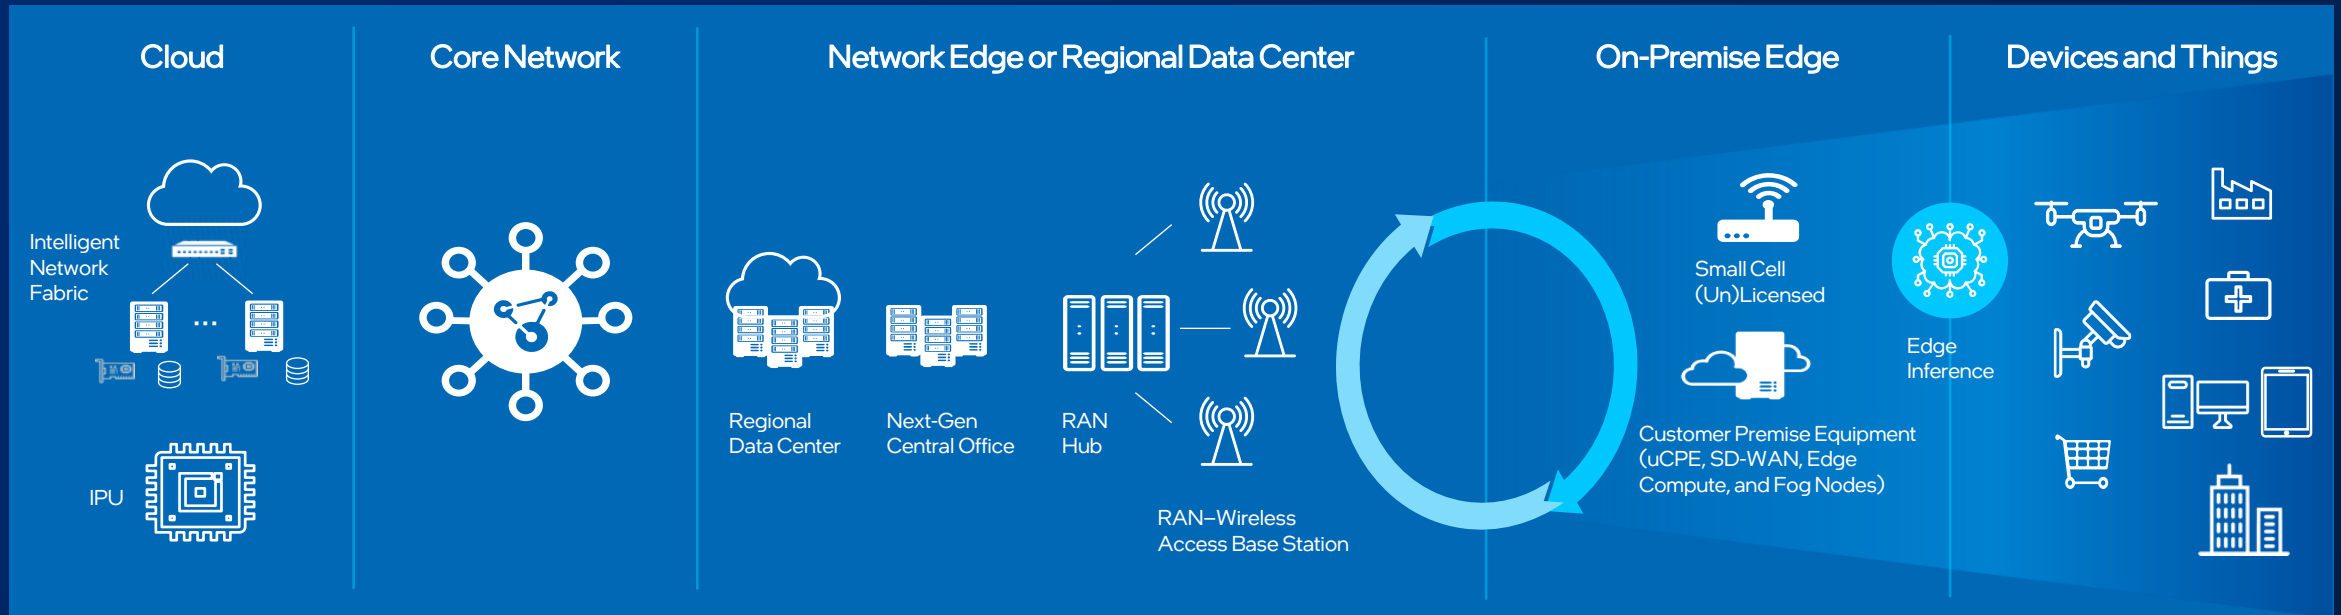 Cloud
Core Network
Network Edge or Regional Data Center
On-Premise Edge
Devices and Things
Intelligent
Network
Fabric
...
IPU
Regional
Data Center
Next-Gen
Central Office
RAN
Hub
RAN–Wireless
Access Base Station
Small Cell
(Un)Licensed
Customer Premise Equipment
(uCPE, SD-WAN, Edge
Compute, and Fog Nodes)
Edge
Inference